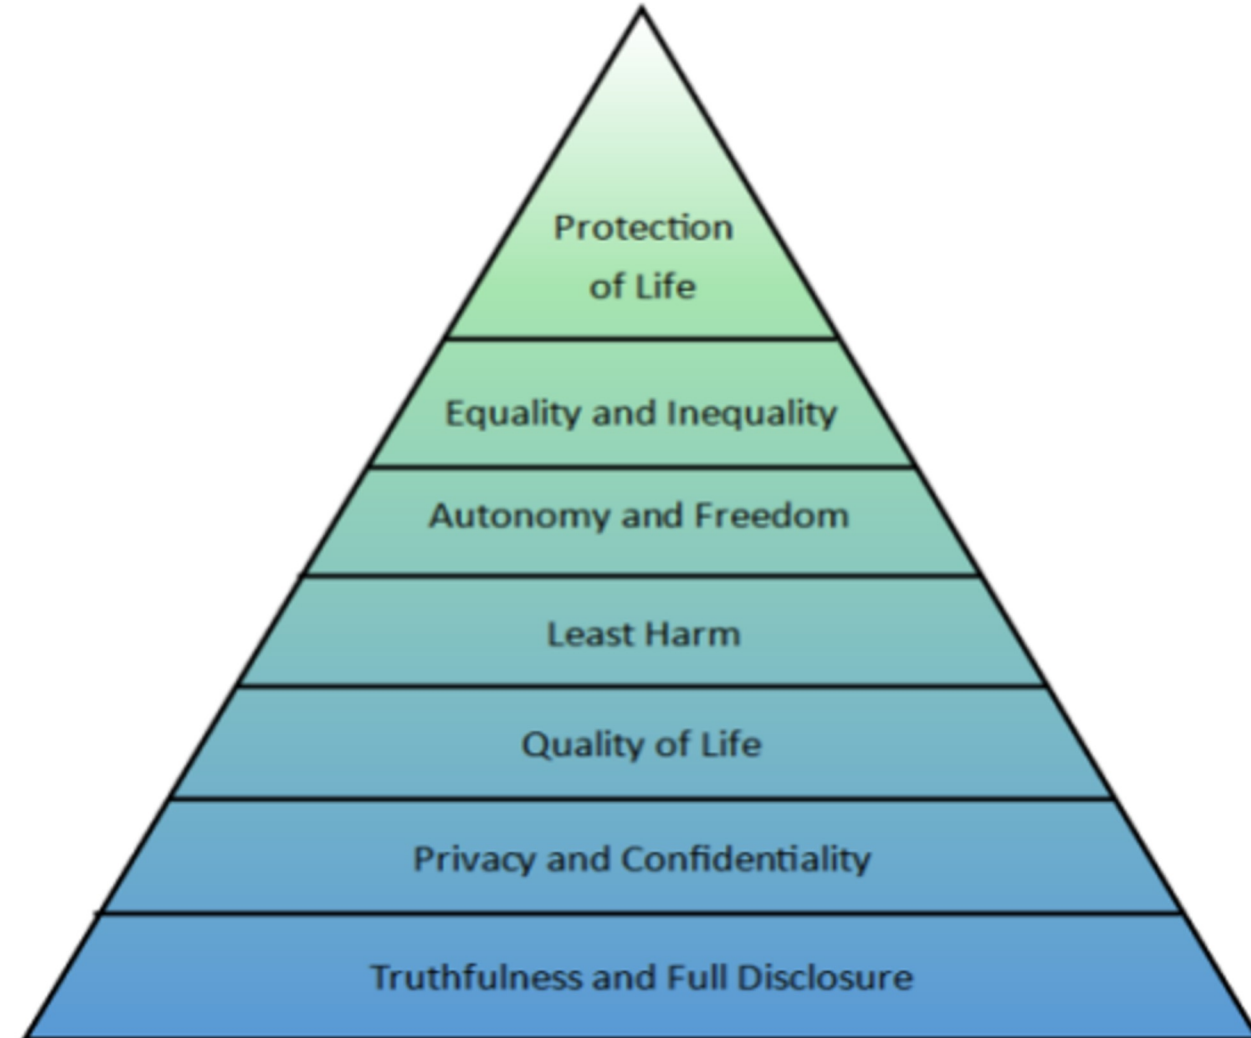 Protection
of Life
Equality and Inequality
Autonomy and Freedom
Least Harm
Quality of Life
Privacy and Confidentiality
Truthfulness and Full Disclosure